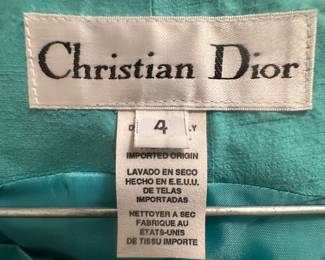 Christian Dior
4
IMPORTED ORIGIN
LAVADO EN SECO
HECHO EN E.E.U.U.
DE TELAS
IMPORTADAS
NETTOYER A SEC
FABRIQUE AU
ETATS-UNIS
DE TISSU IMPORTE